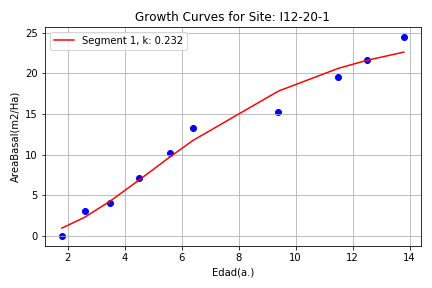 Growth Curves for Site: I12-20-1
Segment 1, k: 0.232
AreaBasal(m2/Ha)
25
20
15
10
5
0
2 4 6 8 10 12 14
Edad(a.)